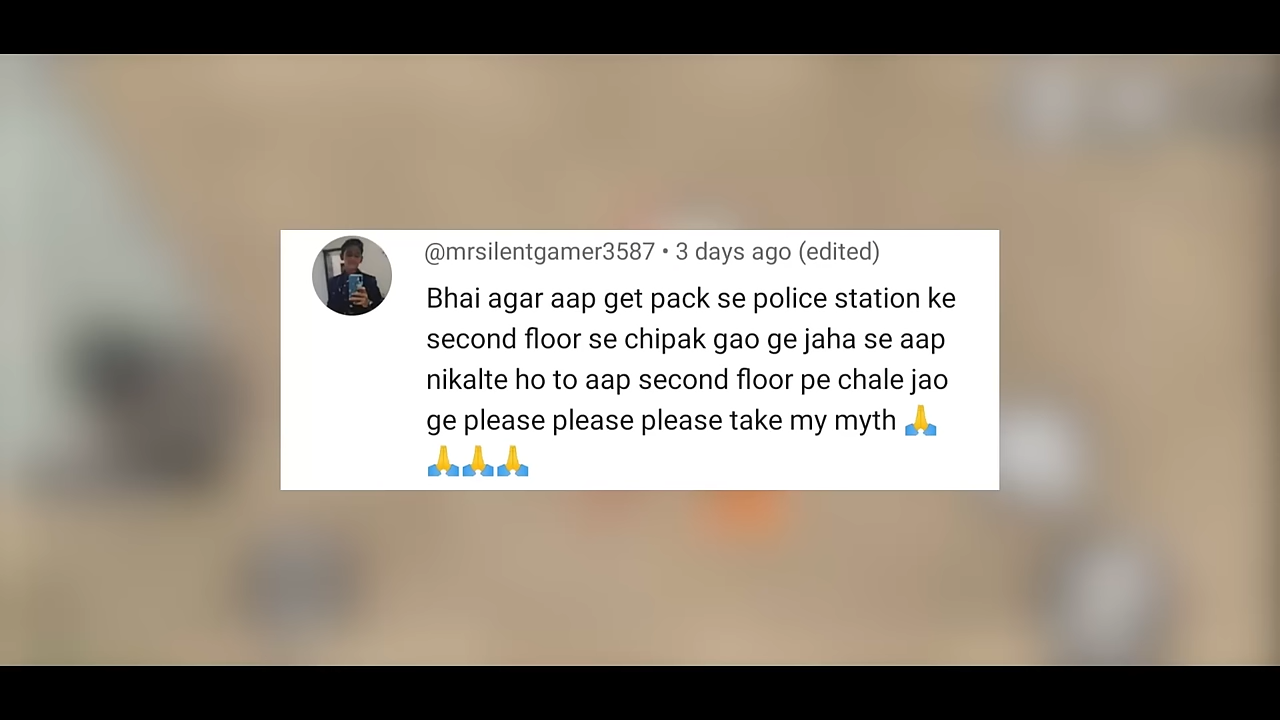 @mrsilentgamer3587 • 3 days ago (edited)
Bhai agar aap get pack se police station ke
second floor se chipak gao ge jaha se aap
nikalte ho to aap second floor pe chale jao
ge please please please take my myth 🙏
🙏🙏🙏